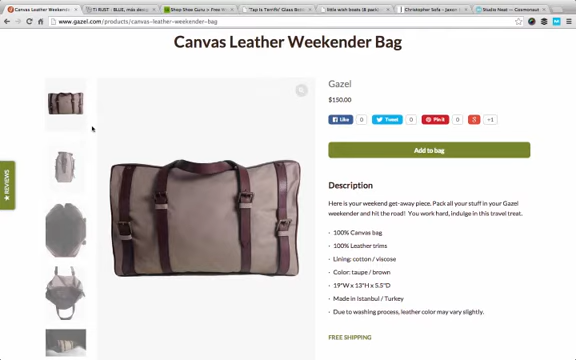 Canvas Leather Weekender
www.gazel.com/products/canvas-leather-weekender-bag
Canvas Leather Weekender Bag
★ REVIEWS
Gazel
$150.00
Like 0 Tweet 0 Pin it 0 +1
Add to bag
Description
Here is your weekend get-away piece. Pack all your stuff in your Gazel
weekender and hit the road! You work hard, indulge in this travel treat.
· 100% Canvas bag
· 100% Leather trims
· Lining: cotton / viscose
· Color: taupe / brown
· 19"W x 13"H x 5.5"D
· Made in Istanbul / Turkey
· Due to washing process, leather color may vary slightly.
FREE SHIPPING